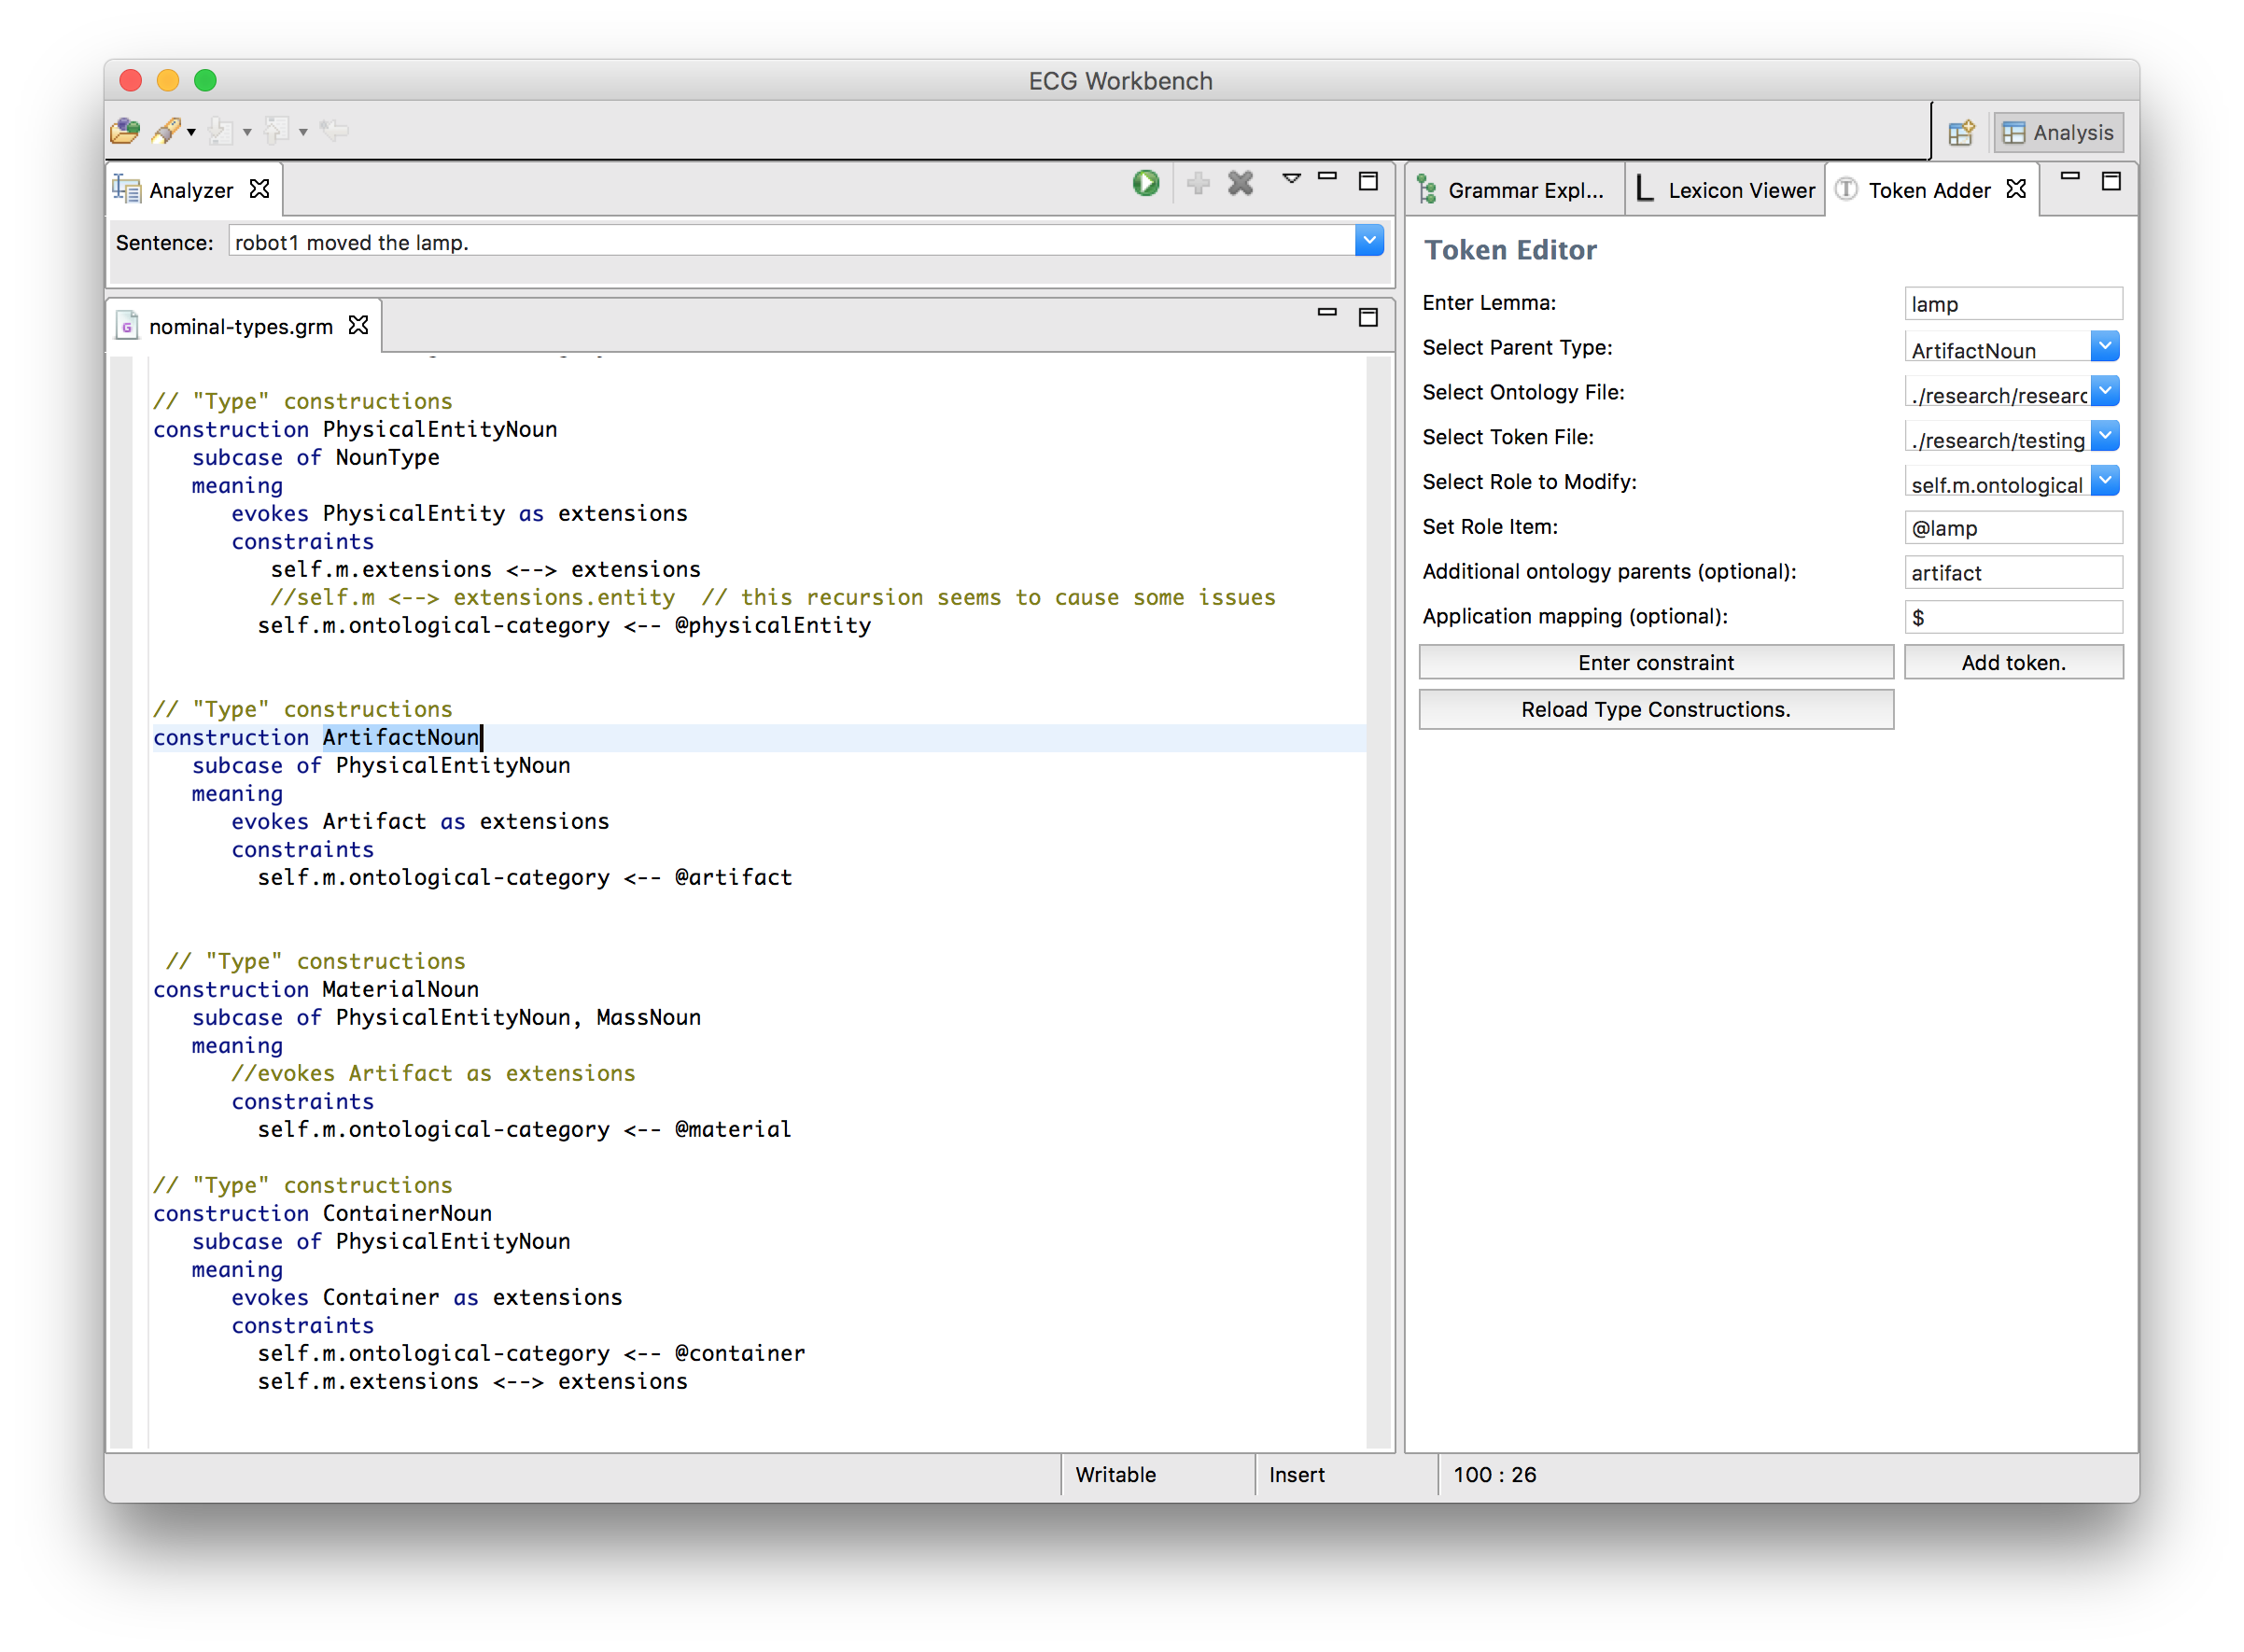 ECG Workbench
Analysis
Analyzer
Sentence: robot1 moved the lamp.
nominal-types.grm
// "Type" constructions
construction PhysicalEntityNoun
subcase of NounType
meaning
evokes PhysicalEntity as extensions
constraints
self.m.extensions <--> extensions
//self.m <--> extensions.entity // this recursion seems to cause some issues
self.m.ontological-category <-- @physicalEntity
// "Type" constructions
construction ArtifactNoun
subcase of PhysicalEntityNoun
meaning
evokes Artifact as extensions
constraints
self.m.ontological-category <-- @artifact
// "Type" constructions
construction MaterialNoun
subcase of PhysicalEntityNoun, MassNoun
meaning
//evokes Artifact as extensions
constraints
self.m.ontological-category <-- @material
// "Type" constructions
construction ContainerNoun
subcase of PhysicalEntityNoun
meaning
evokes Container as extensions
constraints
self.m.ontological-category <-- @container
self.m.extensions <--> extensions
Grammar Expl... L Lexicon Viewer T Token Adder
Token Editor
Enter Lemma: lamp
Select Parent Type: ArtifactNoun
Select Ontology File: ./research/researc
Select Token File: ./research/testing
Select Role to Modify: self.m.ontological
Set Role Item: @lamp
Additional ontology parents (optional): artifact
Application mapping (optional): $
Enter constraint Add token.
Reload Type Constructions.
Writable Insert 100 : 26